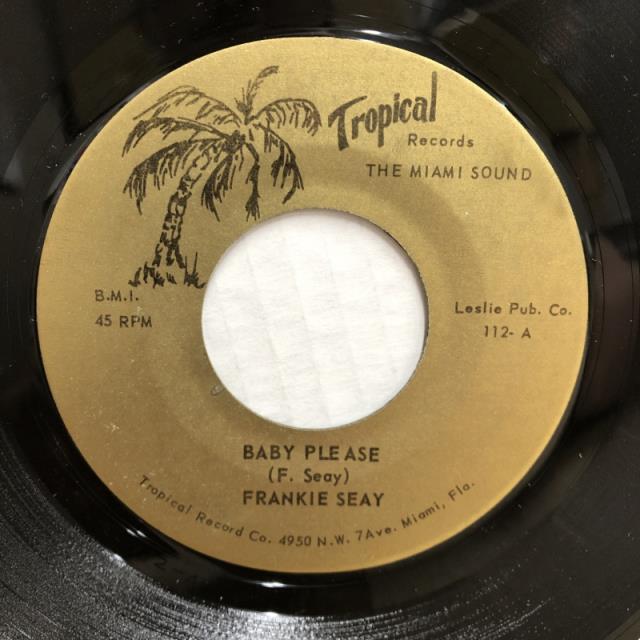 Tropical
Records
THE MIAMI SOUND
B.M.I.
45 RPM
Leslie Pub. Co.
112- A
BABY PLEASE
(F. Seay)
FRANKIE SEAY
Tropical Record Co. 4950 N.W. 7Ave. Miami, Fla.